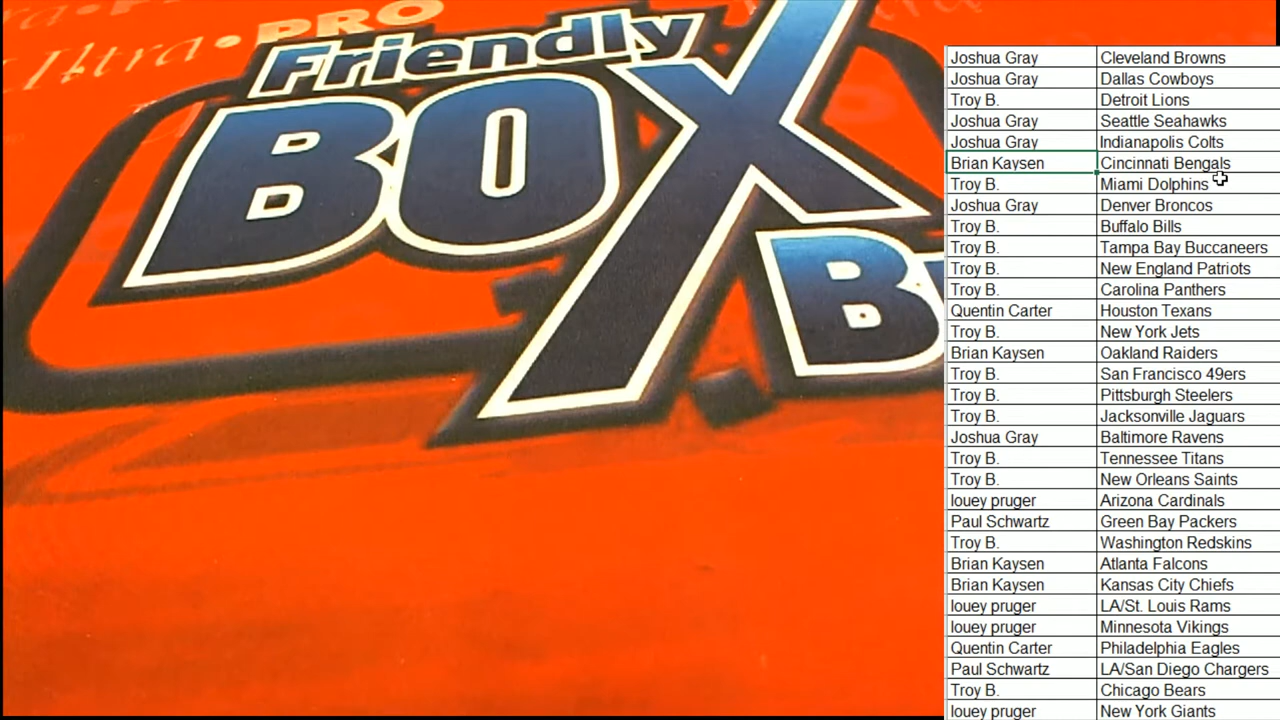 Ultra • PRO
Friendly
BOX
B
Joshua Gray Cleveland Browns
Joshua Gray Dallas Cowboys
Troy B. Detroit Lions
Joshua Gray Seattle Seahawks
Joshua Gray Indianapolis Colts
Brian Kaysen Cincinnati Bengals
Troy B. Miami Dolphins
Joshua Gray Denver Broncos
Troy B. Buffalo Bills
Troy B. Tampa Bay Buccaneers
Troy B. New England Patriots
Troy B. Carolina Panthers
Quentin Carter Houston Texans
Troy B. New York Jets
Brian Kaysen Oakland Raiders
Troy B. San Francisco 49ers
Troy B. Pittsburgh Steelers
Troy B. Jacksonville Jaguars
Joshua Gray Baltimore Ravens
Troy B. Tennessee Titans
Troy B. New Orleans Saints
louey pruger Arizona Cardinals
Paul Schwartz Green Bay Packers
Troy B. Washington Redskins
Brian Kaysen Atlanta Falcons
Brian Kaysen Kansas City Chiefs
louey pruger LA/St. Louis Rams
louey pruger Minnesota Vikings
Quentin Carter Philadelphia Eagles
Paul Schwartz LA/San Diego Chargers
Troy B. Chicago Bears
louey pruger New York Giants